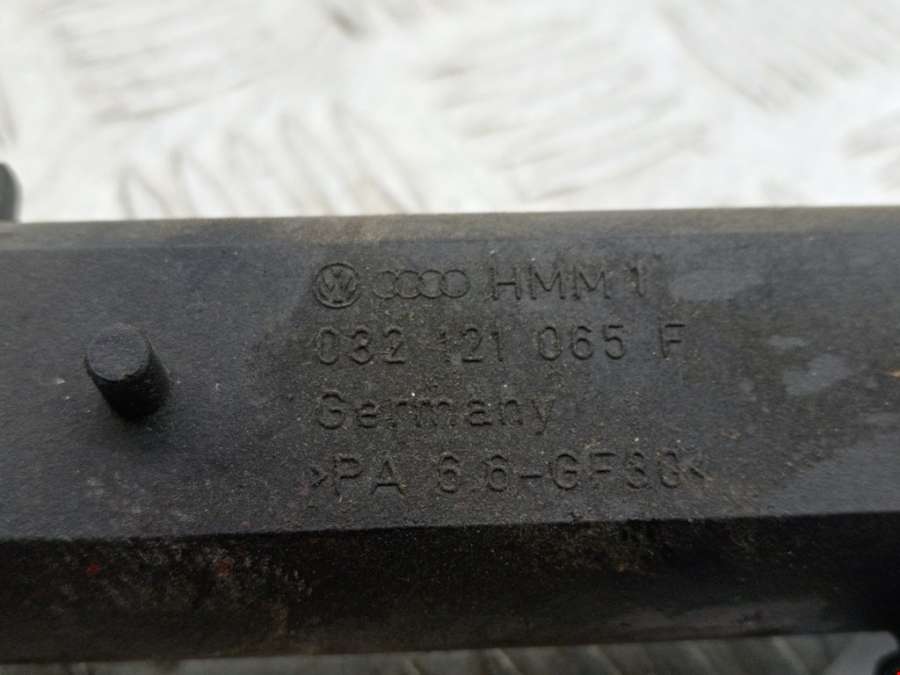 HMM 1
032 121 065 F
Germany
>PA 6.6-GF30<